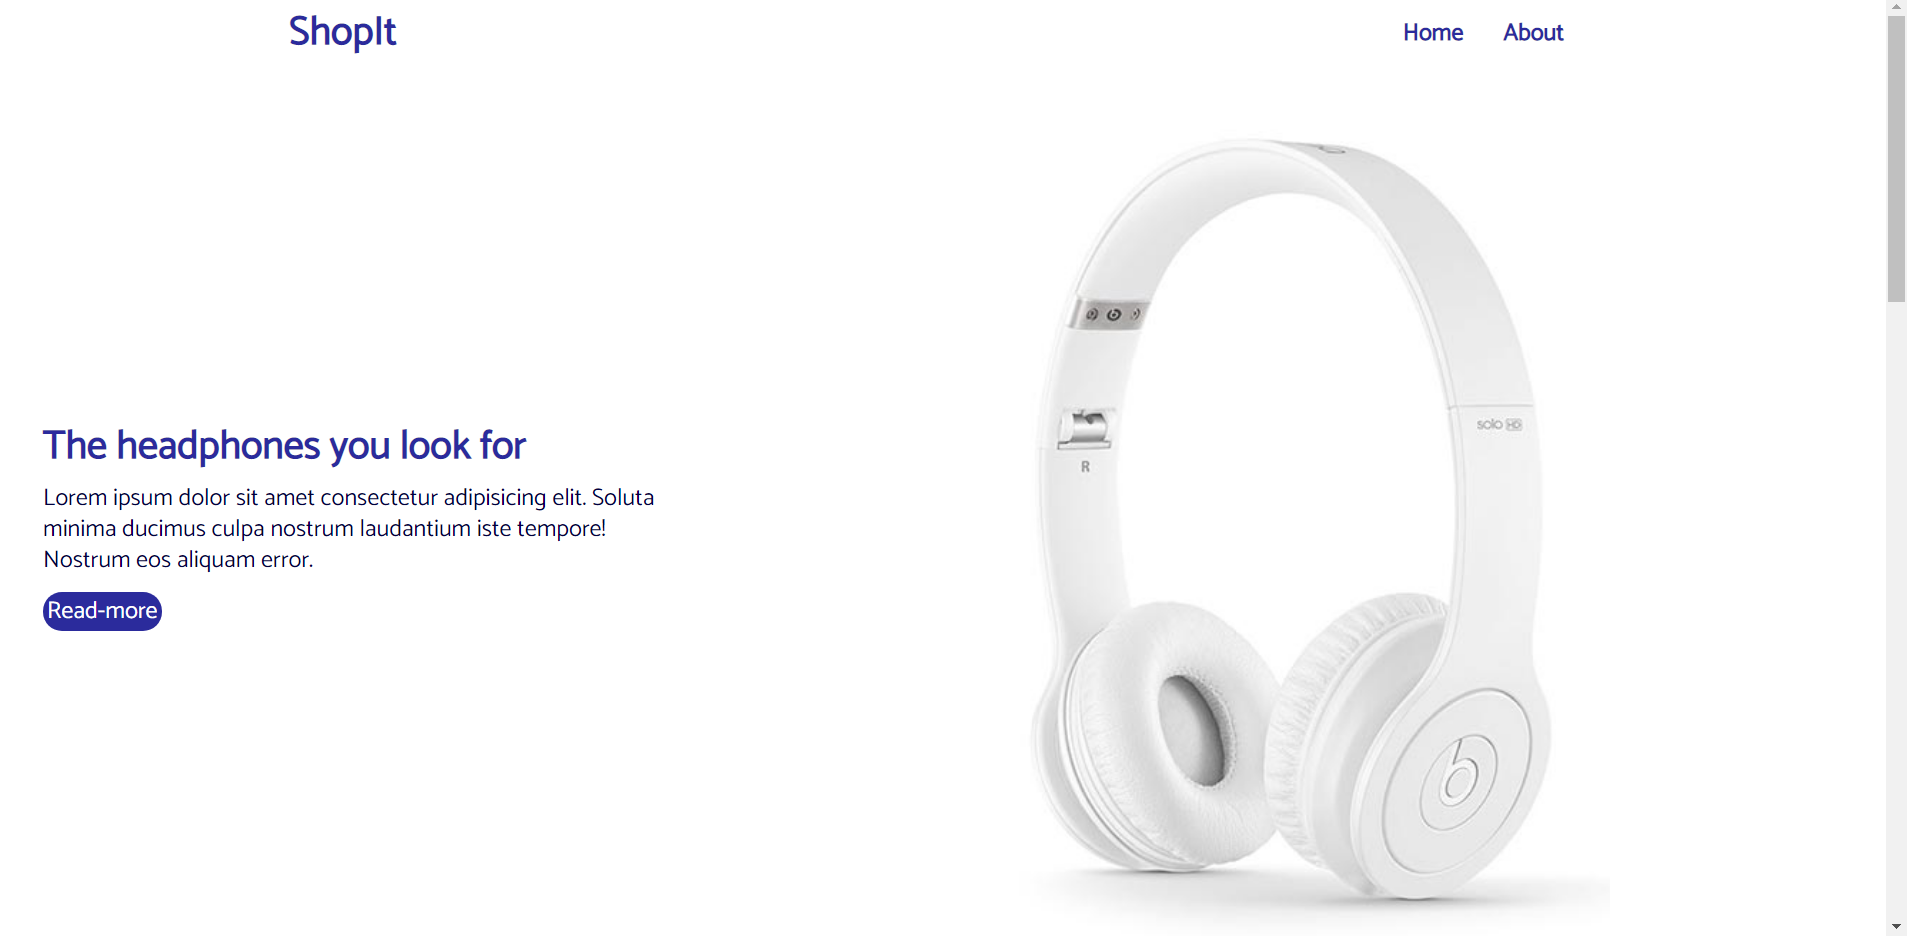 ShopIt
Home
About
solo HD
R
The headphones you look for
Lorem ipsum dolor sit amet consectetur adipisicing elit. Soluta
minima ducimus culpa nostrum laudantium iste tempore!
Nostrum eos aliquam error.
Read-more